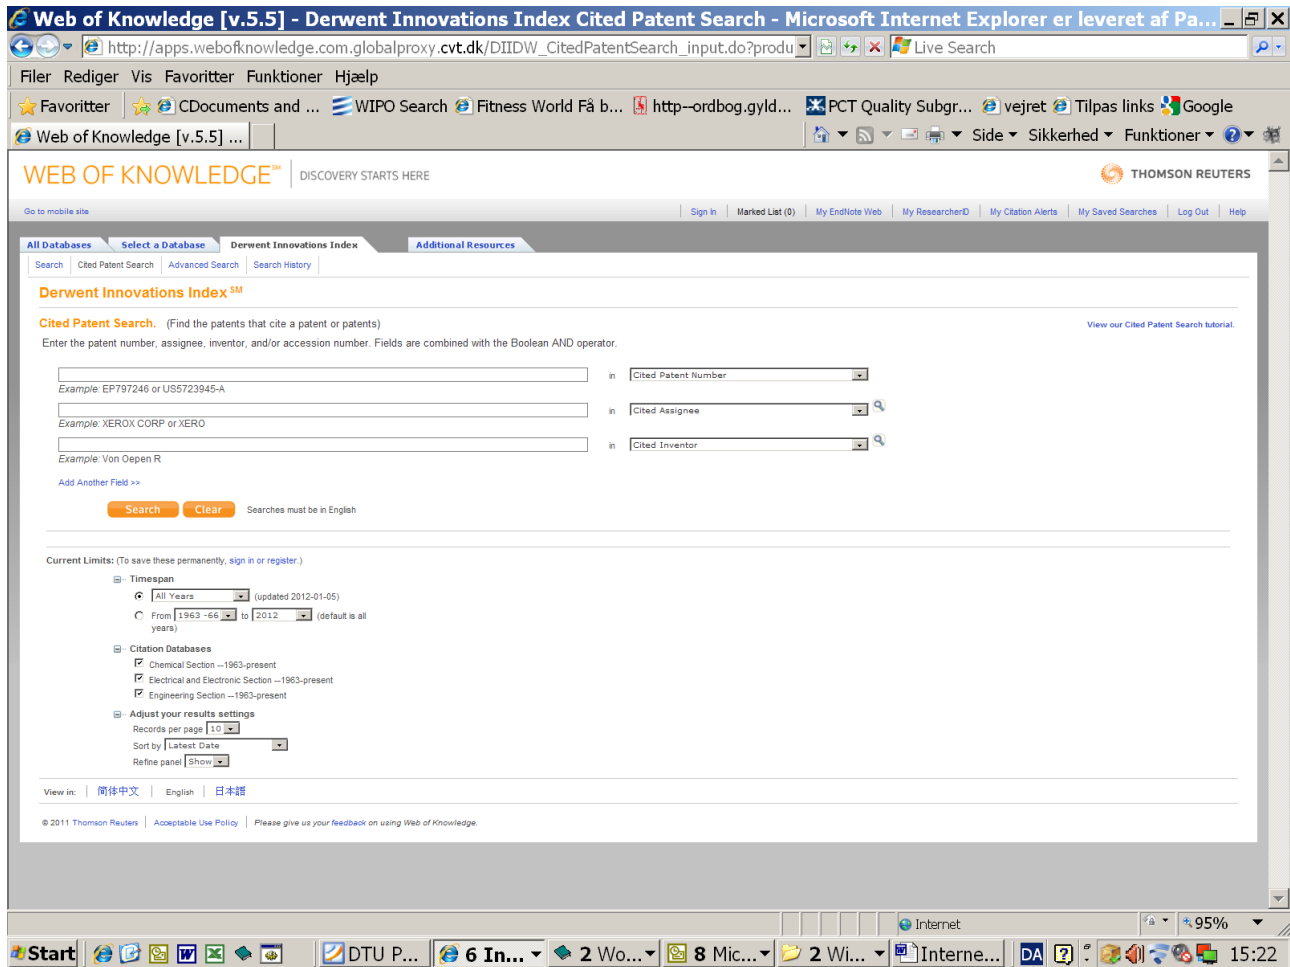 Web of Knowledge [v.5.5] - Derwent Innovations Index Cited Patent Search - Microsoft Internet Explorer er leveret af Pa...
http://apps.webofknowledge.com.globalproxy.cvt.dk/DIIDW_CitedPatentSearch_input.do?produ Live Search
Filer Rediger Vis Favoritter Funktioner Hjælp
Favoritter CDocuments and ... WIPO Search Fitness World Få b... http--ordbog.gyld... PCT Quality Subgr... vejret Tilpas links Google
Web of Knowledge [v.5.5] ... Side Sikkerhed Funktioner
WEB OF KNOWLEDGE℠ DISCOVERY STARTS HERE THOMSON REUTERS
Go to mobile site Sign In Marked List (0) My EndNote Web My ResearcherID My Citation Alerts My Saved Searches Log Out Help
All Databases Select a Database Derwent Innovations Index Additional Resources
Search Cited Patent Search Advanced Search Search History
Derwent Innovations Index℠
Cited Patent Search. (Find the patents that cite a patent or patents) View our Cited Patent Search tutorial.
Enter the patent number, assignee, inventor, and/or accession number. Fields are combined with the Boolean AND operator.
in Cited Patent Number
Example: EP797246 or US5723945-A
in Cited Assignee
Example: XEROX CORP or XERO
in Cited Inventor
Example: Von Oepen R
Add Another Field >>
Search Clear Searches must be in English
Current Limits: (To save these permanently, sign in or register.)
Timespan
All Years (updated 2012-01-05)
From 1963 -66 to 2012 (default is all
years)
Citation Databases
Chemical Section --1963-present
Electrical and Electronic Section --1963-present
Engineering Section --1963-present
Adjust your results settings
Records per page 10
Sort by Latest Date
Refine panel Show
View in: 简体中文 English 日本語
© 2011 Thomson Reuters Acceptable Use Policy Please give us your feedback on using Web of Knowledge.
Internet 95%
Start DTU P... 6 In... 2 Wo... 8 Mic... 2 Wi... Interne... DA 15:22